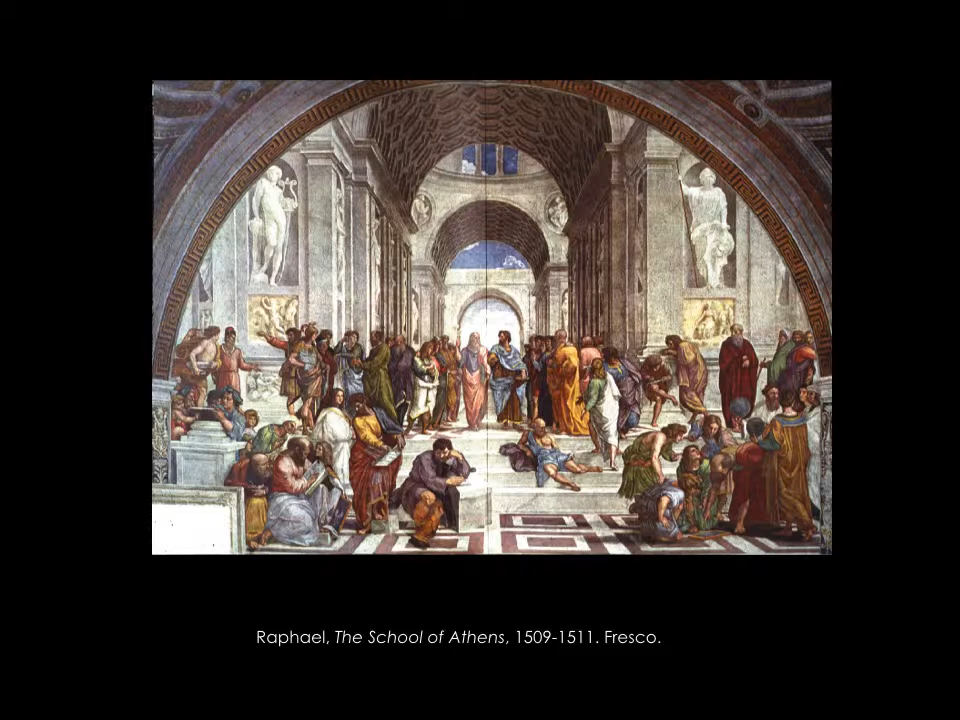 Raphael, The School of Athens, 1509-1511. Fresco.